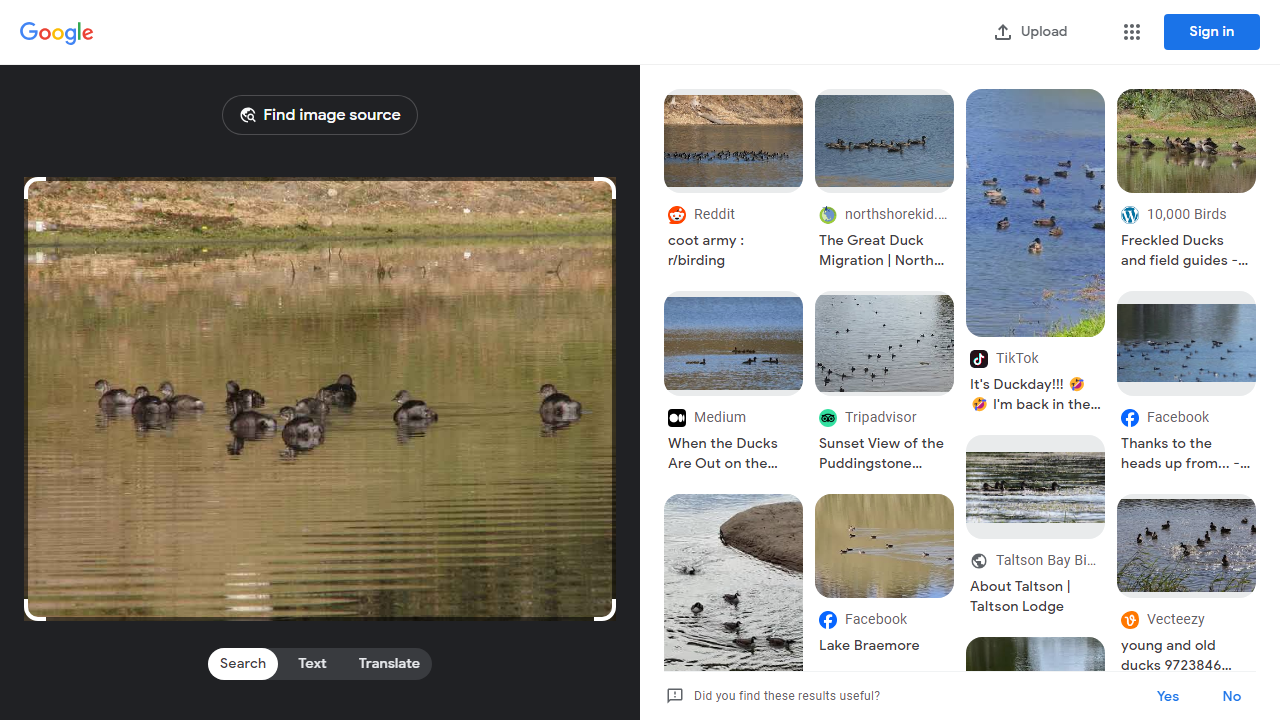 Google
Upload
Sign in
Find image source
Search
Text
Translate
Reddit
coot army :
r/birding
northshorekid....
The Great Duck
Migration | North...
TikTok
It's Duckday!!! 🤣
🤣 I'm back in the...
10,000 Birds
Freckled Ducks
and field guides -...
Medium
When the Ducks
Are Out on the...
Tripadvisor
Sunset View of the
Puddingstone...
Facebook
Thanks to the
heads up from... -...
Taltson Bay Bi...
About Taltson |
Taltson Lodge
Facebook
Lake Braemore
Vecteezy
young and old
ducks 9723846...
Did you find these results useful?
Yes
No